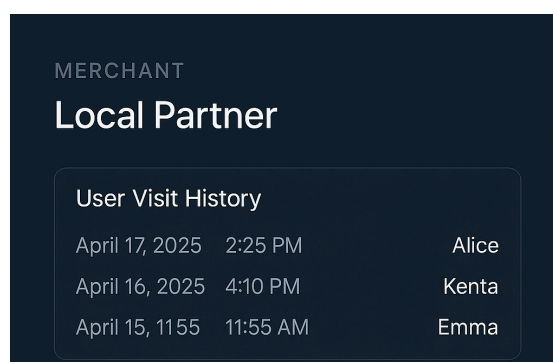 MERCHANT
Local Partner
User Visit History
April 17, 2025 2:25 PM Alice
April 16, 2025 4:10 PM Kenta
April 15, 1155 11:55 AM Emma